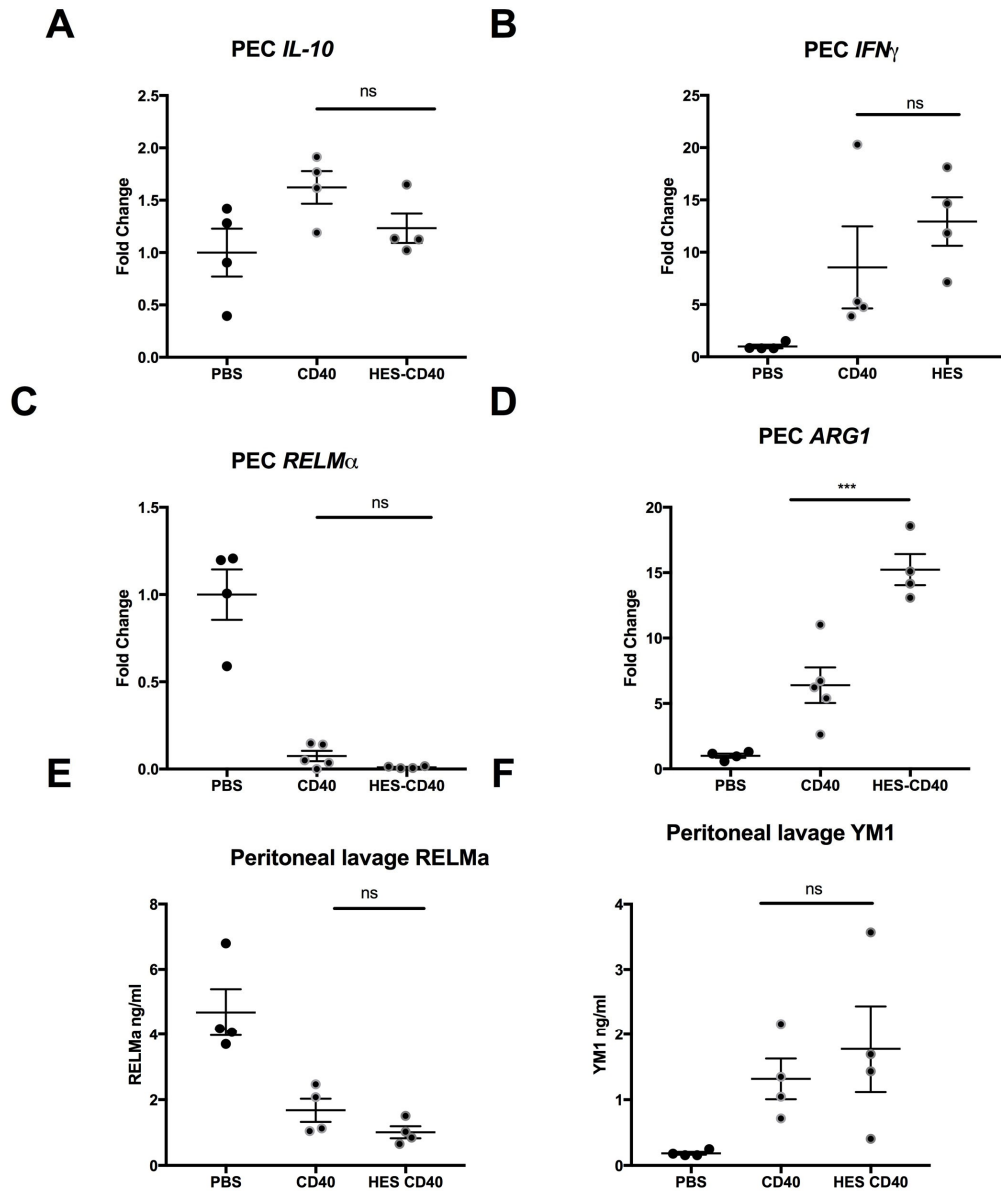 A
PEC IL-10
ns
Fold Change
2.5
2.0
1.5
1.0
0.5
0.0
PBS CD40 HES-CD40
B
PEC IFNγ
ns
Fold Change
25
20
15
10
5
0
PBS CD40 HES
C
PEC RELMα
ns
Fold Change
1.5
1.0
0.5
0.0
PBS CD40 HES-CD40
D
PEC ARG1
***
Fold Change
20
15
10
5
0
PBS CD40 HES-CD40
E
Peritoneal lavage RELMa
ns
RELMa ng/ml
8
6
4
2
0
PBS CD40 HES CD40
F
Peritoneal lavage YM1
ns
YM1 ng/ml
4
3
2
1
0
PBS CD40 HES CD40